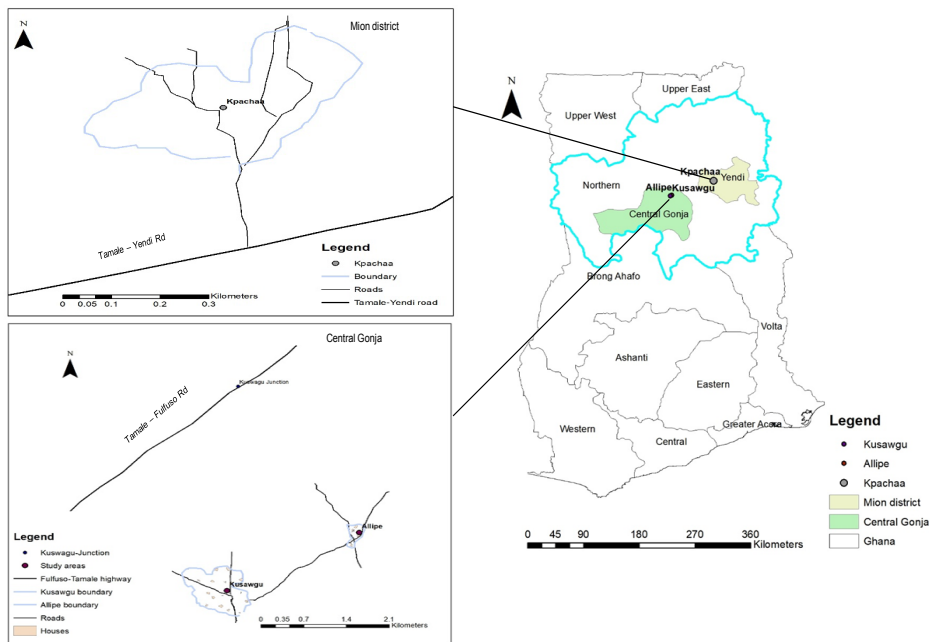 N
Mion district
Kpachaa
Tamale – Yendi Rd
Legend
Kpachaa
Boundary
Roads
Tamale-Yendi road
Kilometers
0 0.05 0.1 0.2 0.3
Central Gonja
N
Kuswagu Junction
Tamale – Fulfuso Rd
Allipe
Kusawgu
Legend
Kuswagu-Junction
Study areas
Fulfuso-Tamale highway
Kusawgu boundary
Allipe boundary
Roads
Houses
0 0.35 0.7 1.4 2.1
Kilometers
N
Upper East
Upper West
Kpachaa
Yendi
Northern
AllipeKusawgu
Central Gonja
Brong Ahafo
Volta
Ashanti
Eastern
Greater Accra
Western
Central
Legend
Kusawgu
Allipe
Kpachaa
Mion district
Central Gonja
Ghana
0 45 90 180 270 360
Kilometers